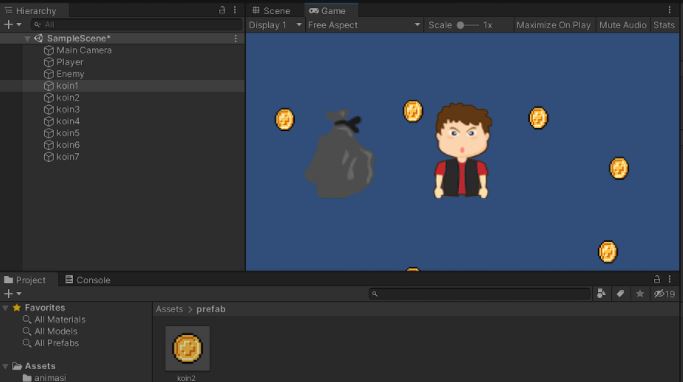 Hierarchy
All
SampleScene*
Main Camera
Player
Enemy
koin1
koin2
koin3
koin4
koin5
koin6
koin7
Scene Game
Display 1 Free Aspect Scale 1x Maximize On Play Mute Audio Stats
Project Console
19
Favorites
All Materials
All Models
All Prefabs
Assets
animasi
Assets > prefab
koin2